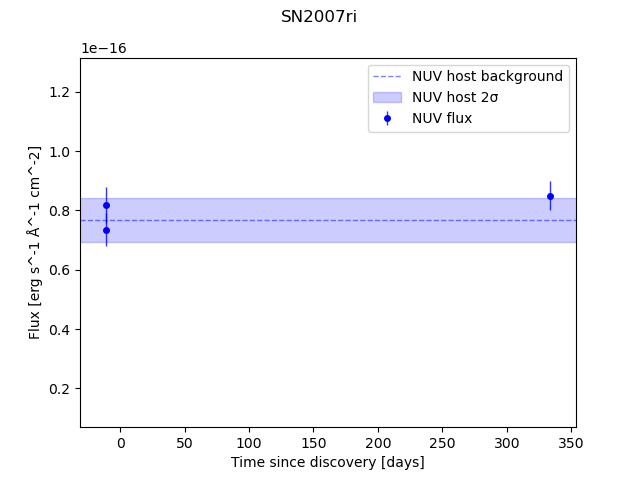 SN2007ri
1e−16
NUV host background
NUV host 2σ
NUV flux
1.2
1.0
0.8
0.6
0.4
0.2
Flux [erg s^-1 Å^-1 cm^-2]
0 50 100 150 200 250 300 350
Time since discovery [days]